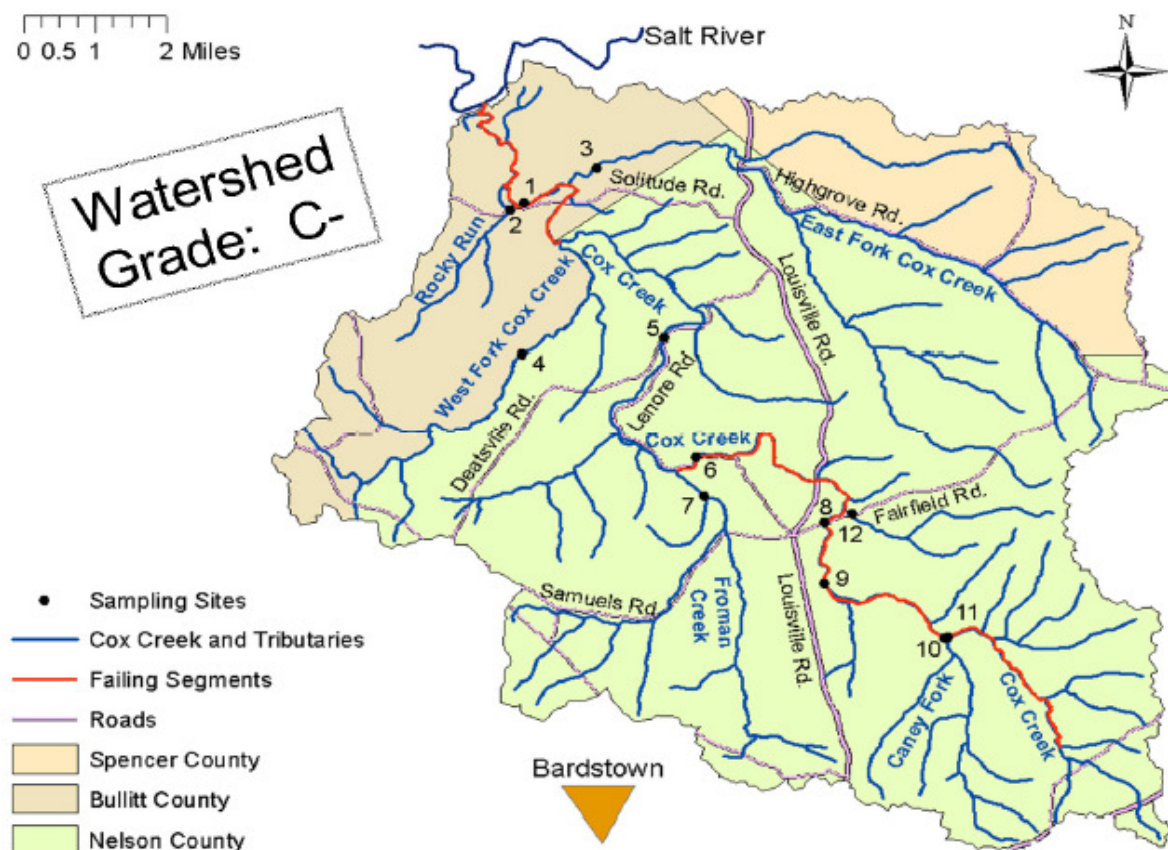 0 0.5 1 2 Miles
Salt River
N
Watershed
Grade: C-
3
1
2
Solitude Rd.
Highgrove Rd.
East Fork Cox Creek
Rocky Run
Cox Creek
Louisville Rd.
West Fork Cox Creek
4
5
Lenore Rd
Deatsville Rd.
Cox Creek
6
7
8
12
Fairfield Rd.
9
Samuels Rd
Froman
Creek
Louisville Rd.
11
10
Caney Fork
Cox Creek
Bardstown
Sampling Sites
Cox Creek and Tributaries
Failing Segments
Roads
Spencer County
Bullitt County
Nelson County